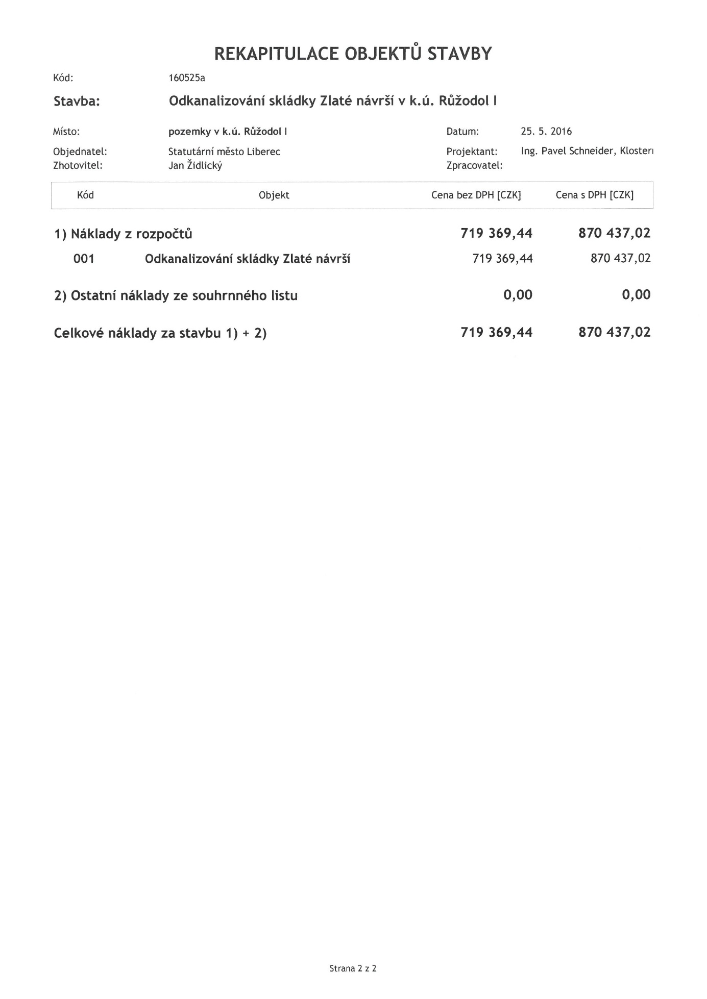 REKAPITULACE OBJEKTŮ STAVBY
Kód: 160525a
Stavba: Odkanalizování skládky Zlaté návrší v k.ú. Růžodol I
Místo: pozemky v k.ú. Růžodol I Datum: 25. 5. 2016
Objednatel: Statutární město Liberec Projektant: Ing. Pavel Schneider,
Zhotovitel: Jan Židlický Zpracovatel:
Kód Objekt Cena bez DPH [CZK] Cena s DPH [CZK]
1) Náklady z rozpočtů 719 369,44 870 437,02
001 Odkanalizování skládky Zlaté návrší 719 369,44 870 437,02
2) Ostatní náklady ze souhrnného listu 0,00 0,00
Celkové náklady za stavbu 1) + 2) 719 369,44 870 437,02
Strana 2 z 2